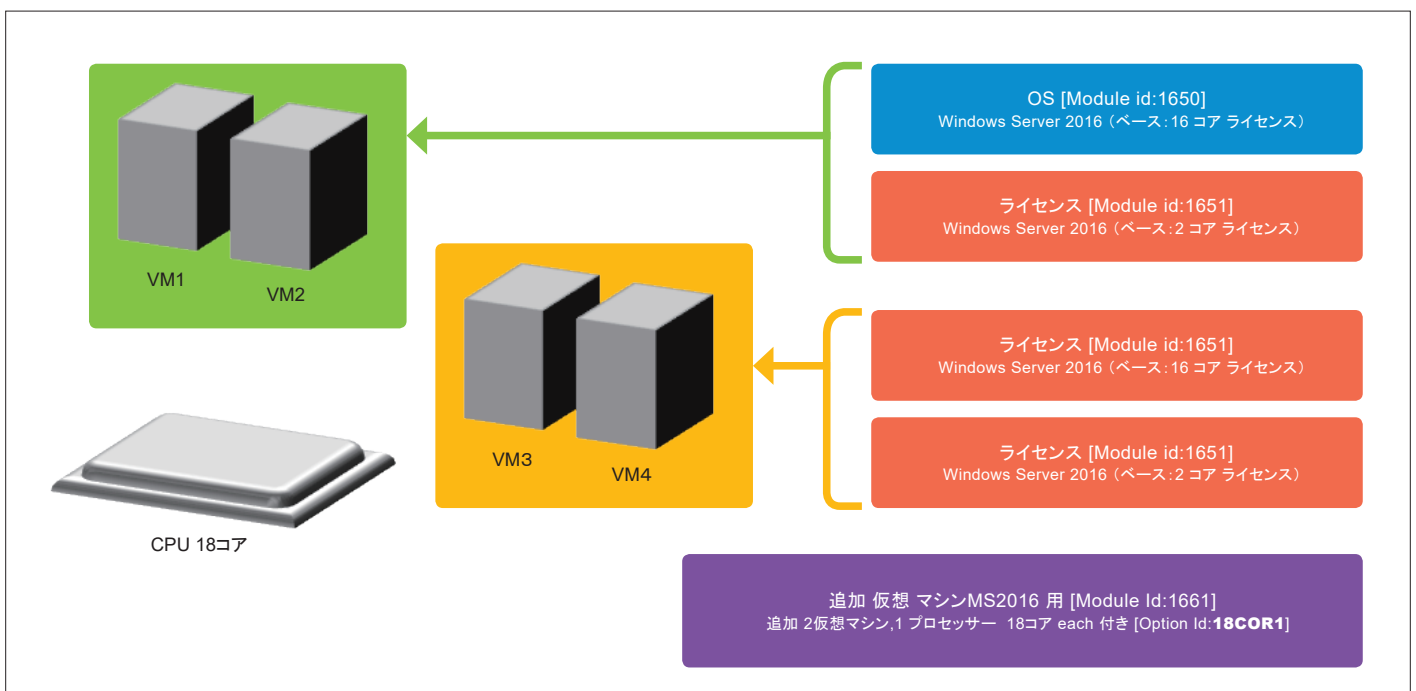 OS [Module id:1650]
Windows Server 2016 (ベース:16 コア ライセンス)
ライセンス [Module id:1651]
Windows Server 2016 (ベース:2 コア ライセンス)
VM1
VM2
ライセンス [Module id:1651]
Windows Server 2016 (ベース:16 コア ライセンス)
ライセンス [Module id:1651]
Windows Server 2016 (ベース:2 コア ライセンス)
VM3
VM4
CPU 18コア
追加 仮想 マシンMS2016 用 [Module Id:1661]
追加 2仮想マシン,1 プロセッサー 18コア each 付き [Option Id:18COR1]